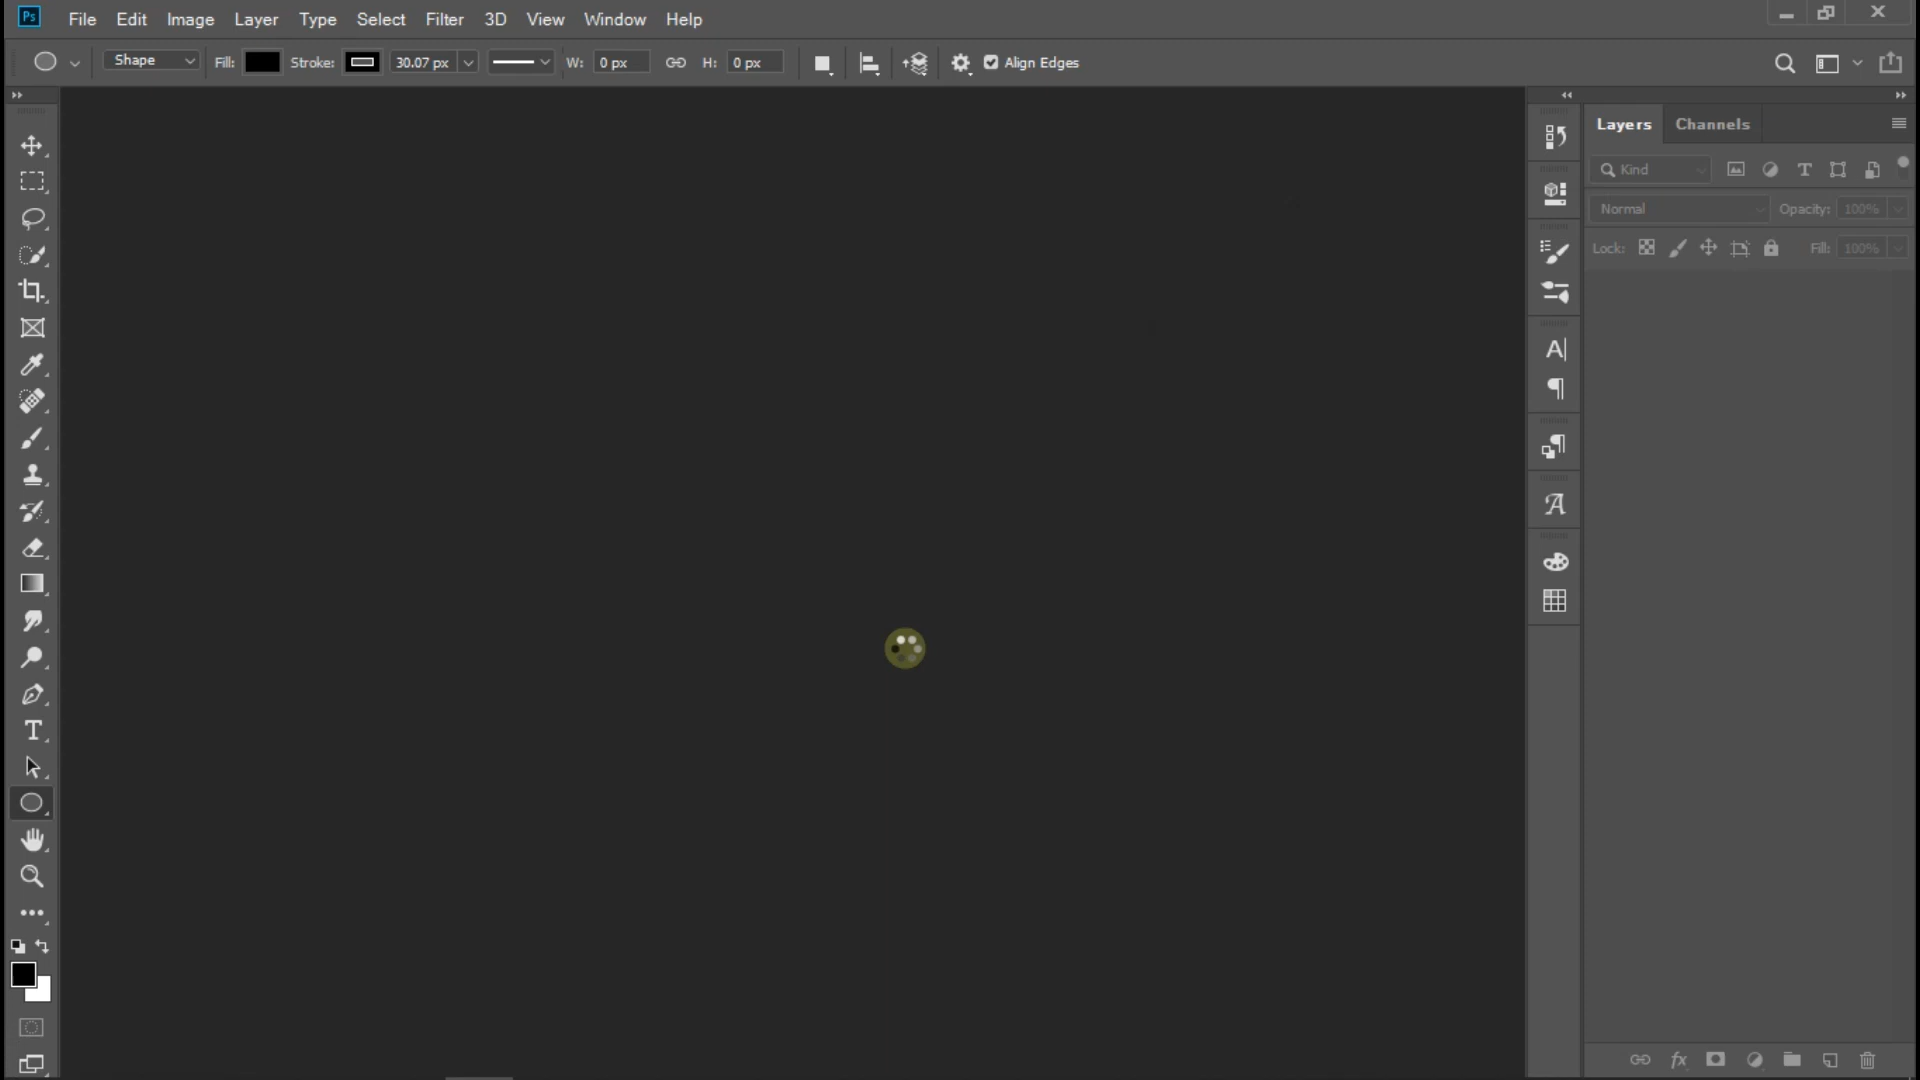 Ps File Edit Image Layer Type Select Filter 3D View Window Help
Shape Fill: Stroke: 30.07 px W: 0 px H: 0 px Align Edges
Layers Channels
Kind
Normal Opacity: 100%
Lock: Fill: 100%